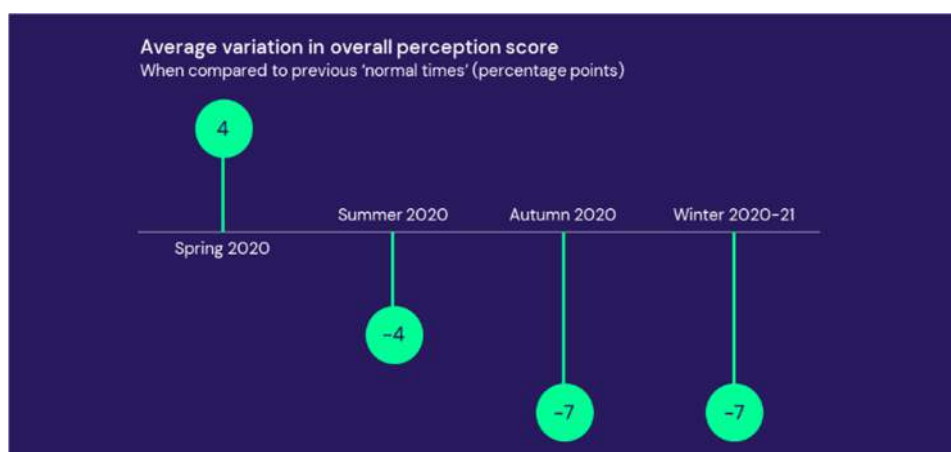 Average variation in overall perception score
When compared to previous ‘normal times’ (percentage points)
4
Summer 2020
Autumn 2020
Winter 2020-21
Spring 2020
-4
-7
-7